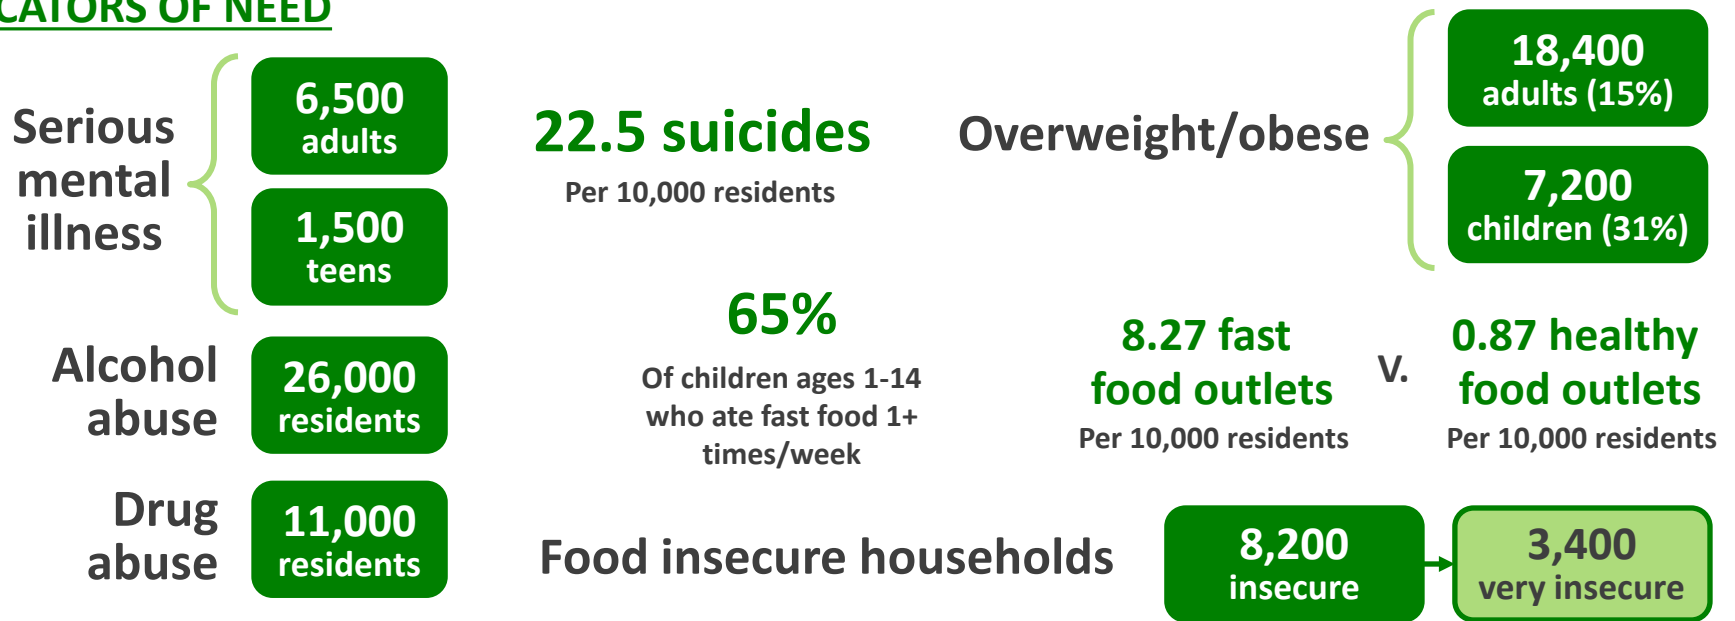 CATORS OF NEED
Serious
mental
illness
6,500
adults
1,500
teens
Alcohol
abuse
26,000
residents
Drug
abuse
11,000
residents
22.5 suicides
Per 10,000 residents
65%
Of children ages 1-14
who ate fast food 1+
times/week
Overweight/obese
18,400
adults (15%)
7,200
children (31%)
8.27 fast
food outlets
Per 10,000 residents
V.
0.87 healthy
food outlets
Per 10,000 residents
Food insecure households
8,200
insecure
3,400
very insecure